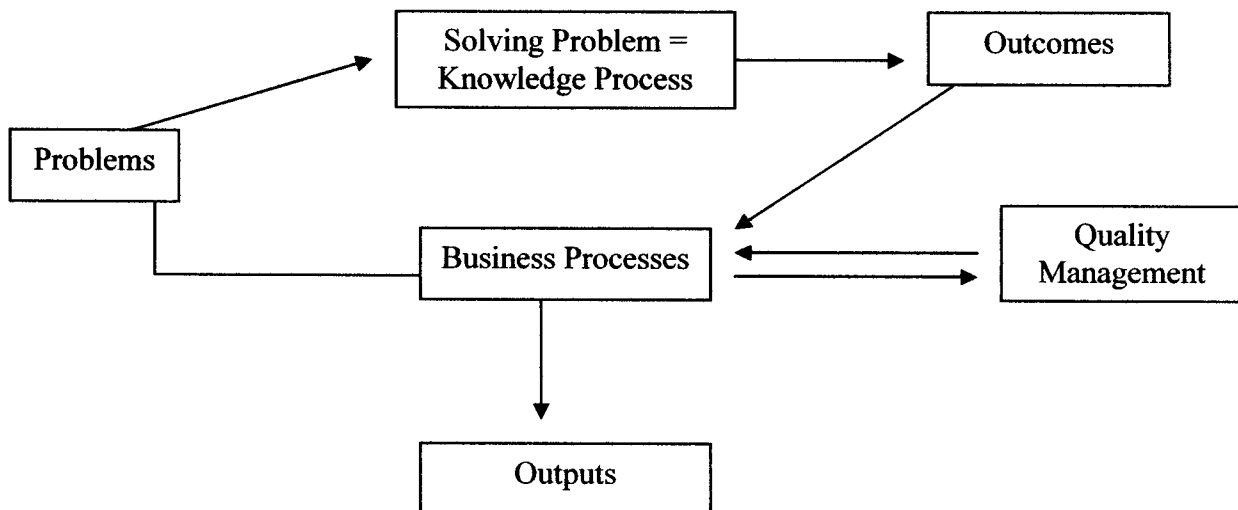 Solving Problem =
Knowledge Process
Outcomes
Problems
Business Processes
Quality
Management
Outputs